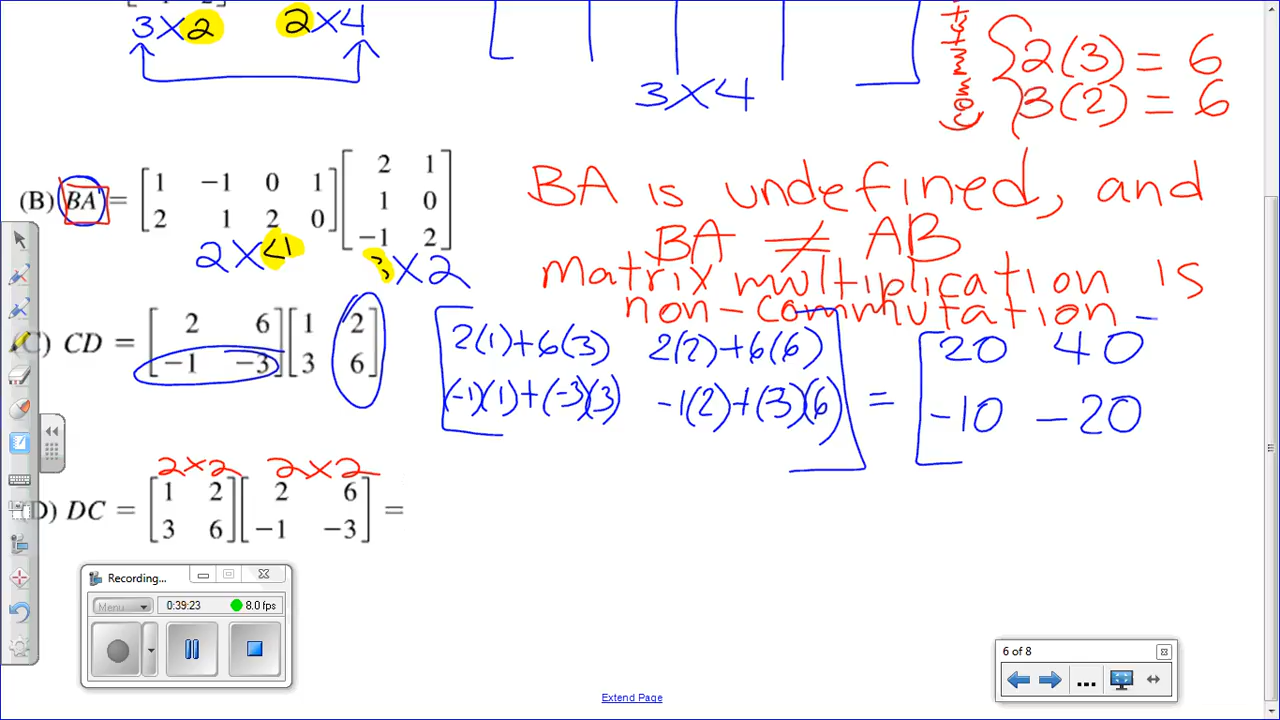 3×2 2×4
3×4
commutat
2(3) = 6
3(2) = 6
(B) BA = [1 −1 0 1 [2 1
2 1 2 0] 1 0
−1 2]
2×4 3×2
BA is undefined, and
BA ≠ AB
matrix multiplication is
non-commutation
(C) CD = [2 6 [1 2
−1 −3] 3 6]
[2(1)+6(3) 2(2)+6(6)
(-1)(1)+(-3)(3) -1(2)+(3)(6)]
= [20 40
-10 -20
2×2 2×2
(D) DC = [1 2 [2 6 =
3 6] −1 −3]
Recording...
Menu
0:39:23 8.0 fps
6 of 8
...
Extend Page